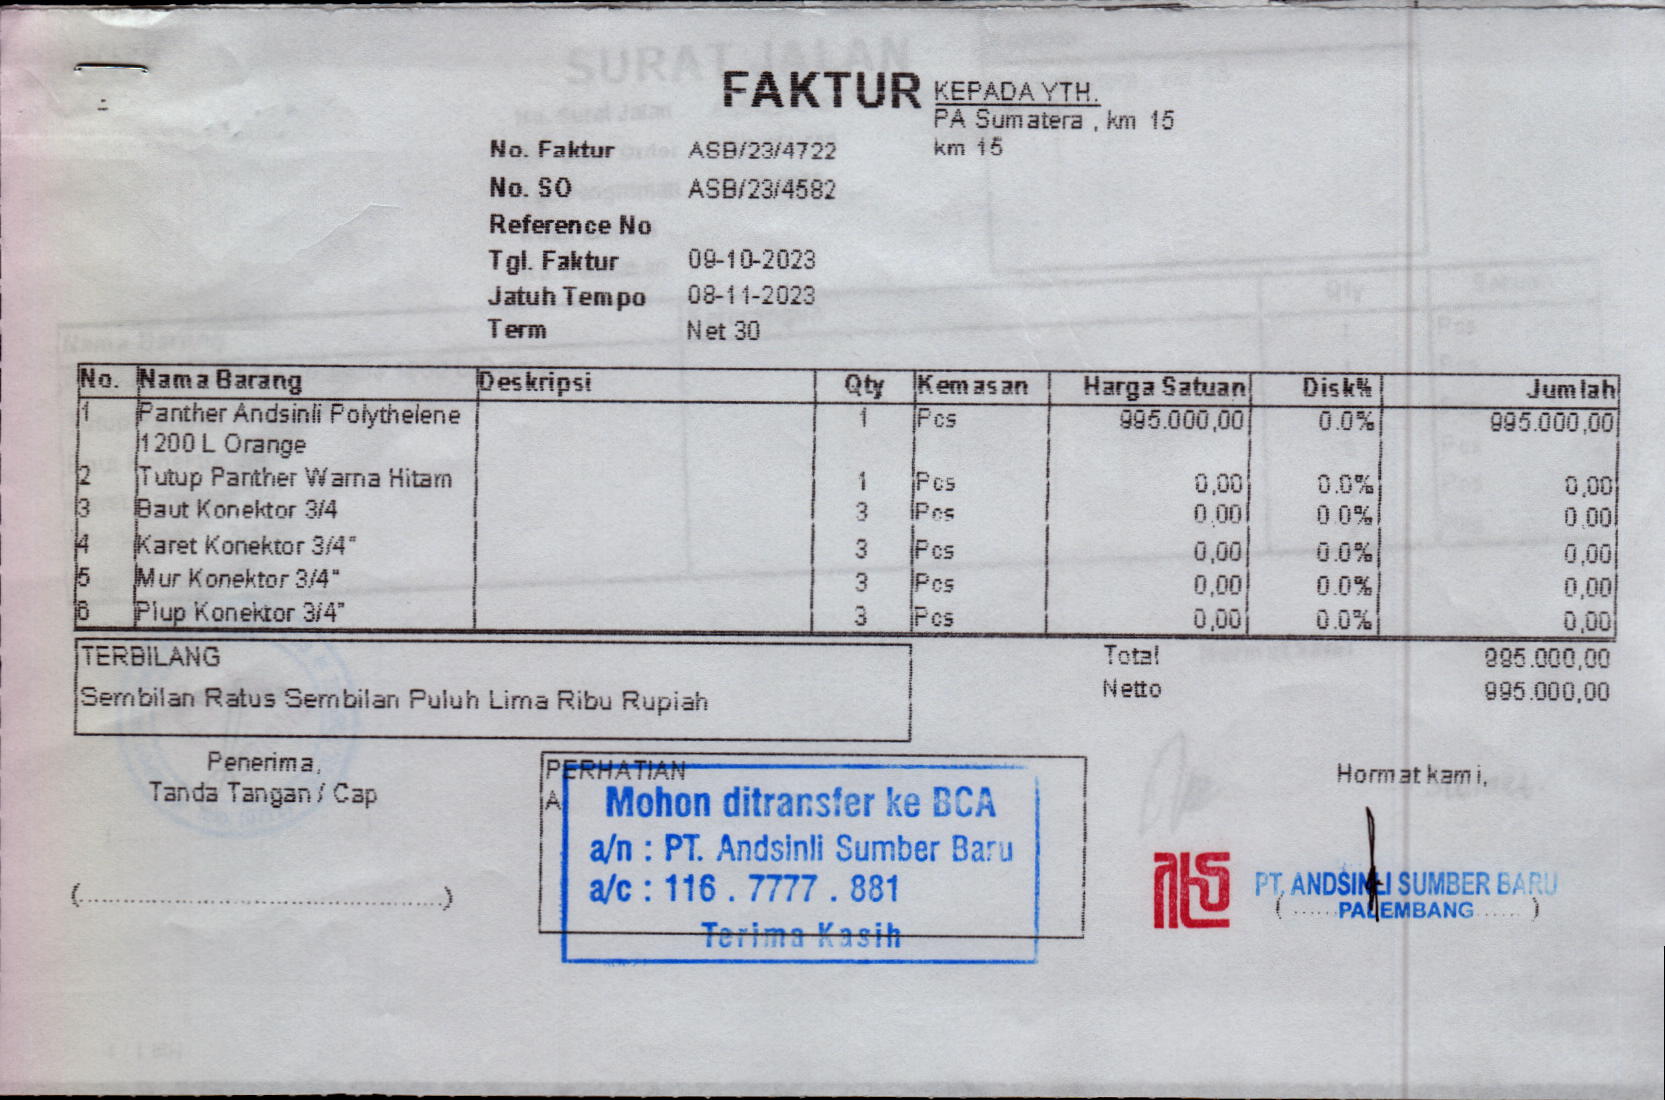 FAKTUR
KEPADA YTH.
PA Sumatera , km 15
km 15
No. Faktur ASB/23/4722
No. SO ASB/23/4582
Reference No
Tgl. Faktur 09-10-2023
Jatuh Tempo 08-11-2023
Term Net 30
No. Nama Barang Deskripsi Qty Kemasan Harga Satuan Disk% Jumlah
1 Panther Andsinli Polythelene 1 Pcs 995.000,00 0.0% 995.000,00
1200 L Orange
2 Tutup Panther Warna Hitam 1 Pcs 0,00 0.0% 0,00
3 Baut Konektor 3/4 3 Pcs 0,00 0.0% 0,00
4 Karet Konektor 3/4" 3 Pcs 0,00 0.0% 0,00
5 Mur Konektor 3/4" 3 Pcs 0,00 0.0% 0,00
6 Plup Konektor 3/4" 3 Pcs 0,00 0.0% 0,00
TERBILANG
Sembilan Ratus Sembilan Puluh Lima Ribu Rupiah
Total 995.000,00
Netto 995.000,00
Penerima,
Tanda Tangan / Cap
(........................................)
PERHATIAN
A
Mohon ditransfer ke BCA
a/n : PT. Andsinli Sumber Baru
a/c : 116 . 7777 . 881
Terima Kasih
Hormat kami,
PT. ANDSINLI SUMBER BARU
PALEMBANG